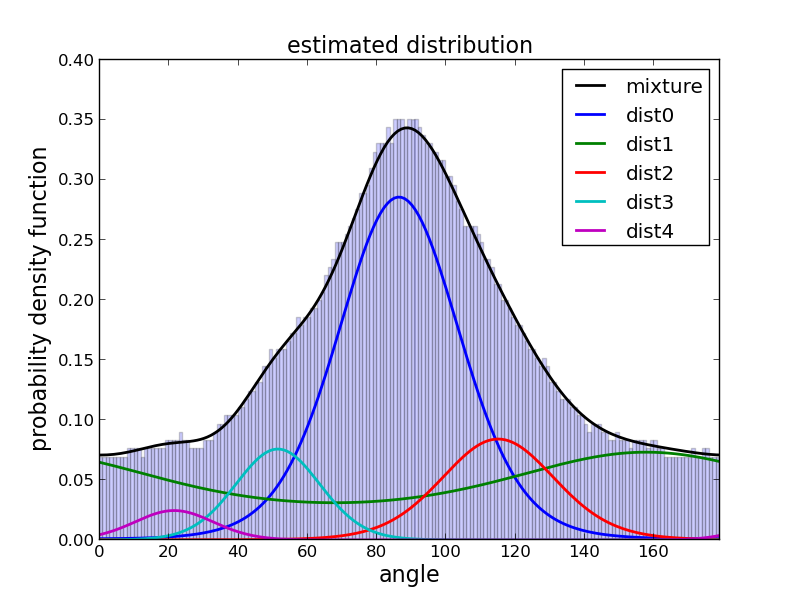 estimated distribution
probability density function
0.40
0.35
0.30
0.25
0.20
0.15
0.10
0.05
0.00
mixture
dist0
dist1
dist2
dist3
dist4
0 20 40 60 80 100 120 140 160
angle